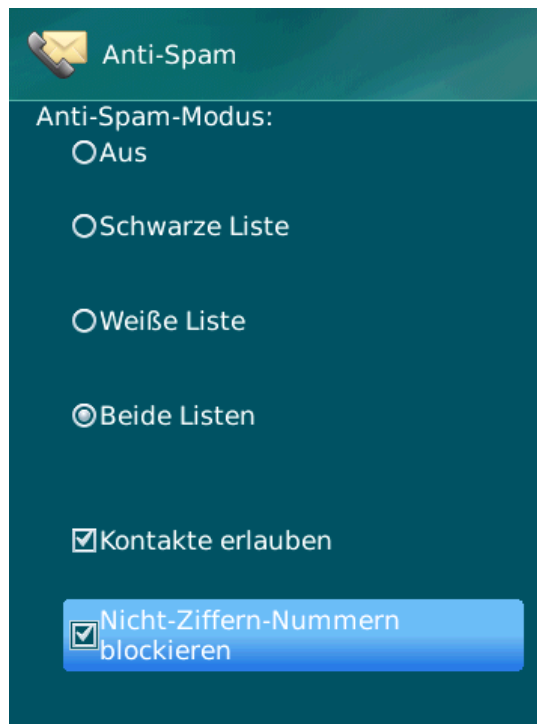 Anti-Spam
Anti-Spam-Modus:
Aus
Schwarze Liste
Weiße Liste
Beide Listen
Kontakte erlauben
Nicht-Ziffern-Nummern
blockieren